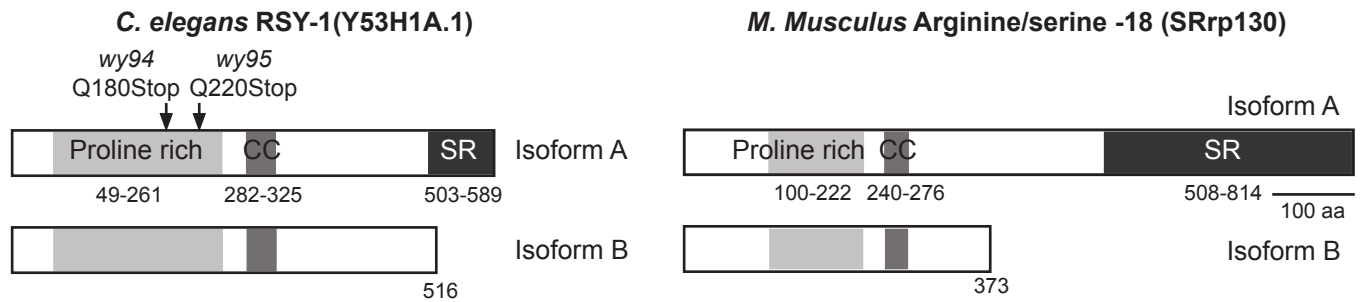 C. elegans RSY-1(Y53H1A.1)
wy94 wy95
Q180Stop Q220Stop
Proline rich CC SR Isoform A
49-261 282-325 503-589
Isoform B
516
M. Musculus Arginine/serine -18 (SRrp130)
Isoform A
Proline rich CC SR
100-222 240-276 508-814
100 aa
Isoform B
373